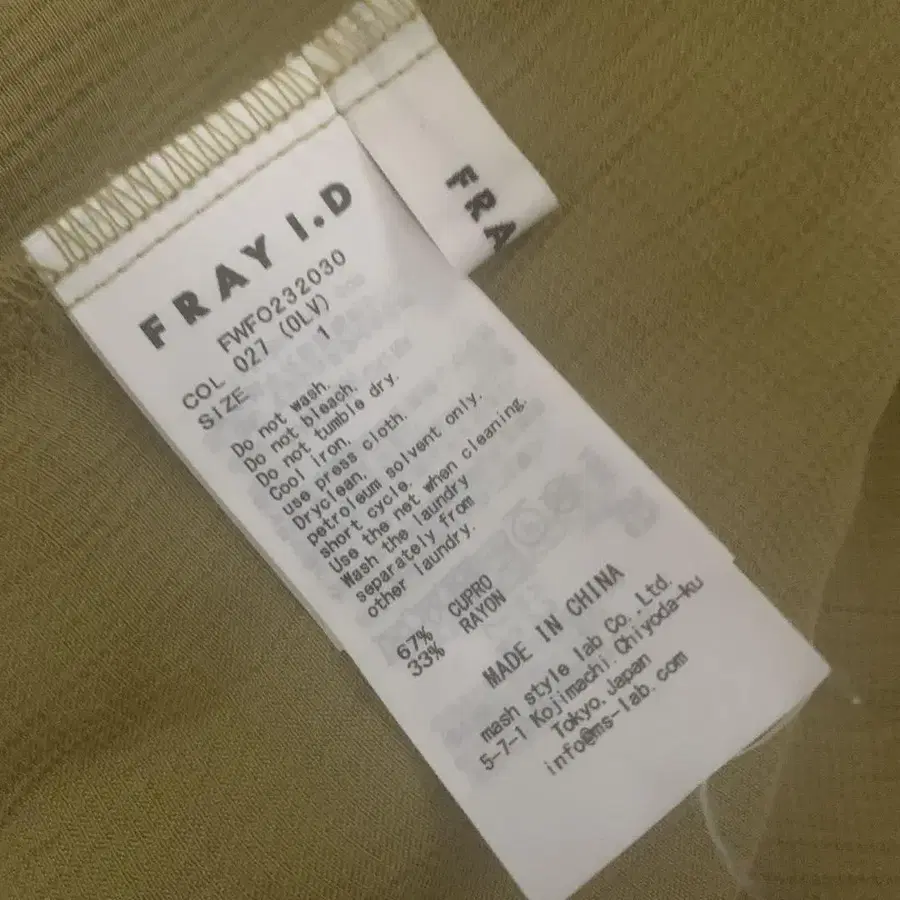 FRAY I.D
FRA
FWFO232030
COL 027 (OLV)
SIZE 1
Do not wash.
Do not bleach.
Do not tumble dry.
Cool iron.
use press cloth.
Dryclean.
petroleum solvent only.
short cycle.
Use the net when cleaning.
Wash the laundry
separately from
other laundry.
67% CUPRO
33% RAYON
MADE IN CHINA
mash style lab Co.,Ltd.
5-7-1 Kojimachi Chiyoda-ku
Tokyo.Japan
info@ms-lab.com